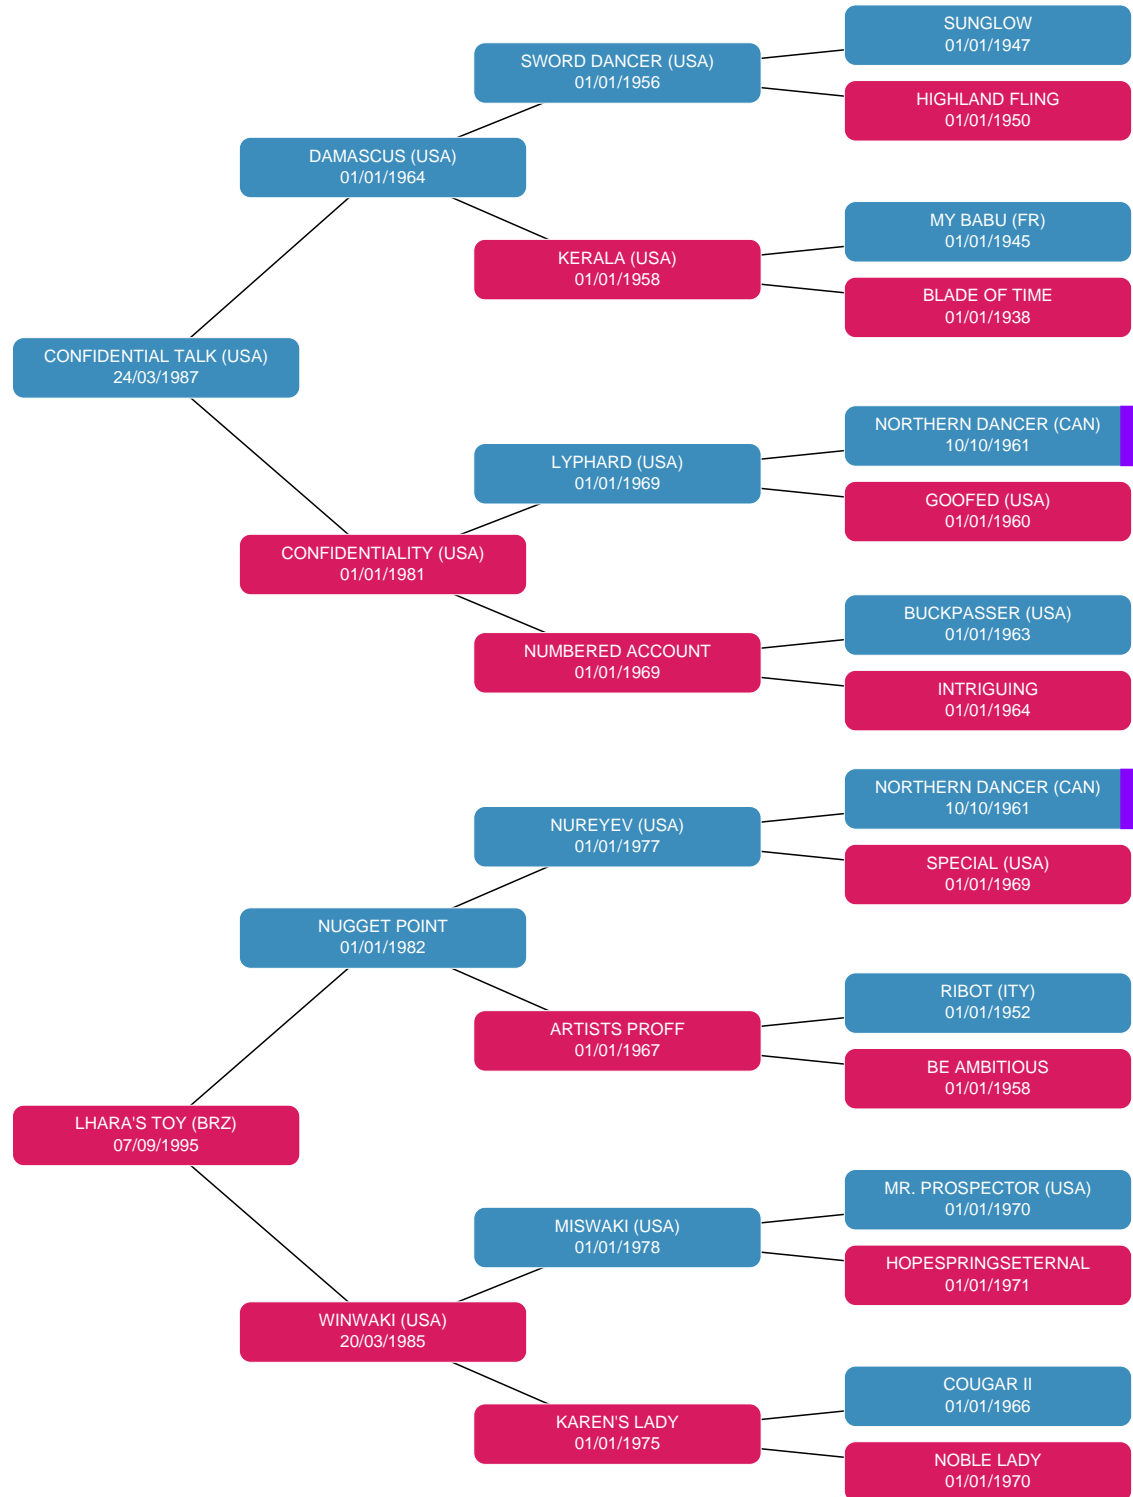 SUNGLOW
01/01/1947
SWORD DANCER (USA)
01/01/1956
HIGHLAND FLING
01/01/1950
DAMASCUS (USA)
01/01/1964
MY BABU (FR)
01/01/1945
KERALA (USA)
01/01/1958
BLADE OF TIME
01/01/1938
CONFIDENTIAL TALK (USA)
24/03/1987
NORTHERN DANCER (CAN)
10/10/1961
LYPHARD (USA)
01/01/1969
GOOFED (USA)
01/01/1960
CONFIDENTIALITY (USA)
01/01/1981
BUCKPASSER (USA)
01/01/1963
NUMBERED ACCOUNT
01/01/1969
INTRIGUING
01/01/1964
NORTHERN DANCER (CAN)
10/10/1961
NUREYEV (USA)
01/01/1977
SPECIAL (USA)
01/01/1969
NUGGET POINT
01/01/1982
RIBOT (ITY)
01/01/1952
ARTISTS PROFF
01/01/1967
BE AMBITIOUS
01/01/1958
LHARA'S TOY (BRZ)
07/09/1995
MR. PROSPECTOR (USA)
01/01/1970
MISWAKI (USA)
01/01/1978
HOPESPRINGSETERNAL
01/01/1971
WINWAKI (USA)
20/03/1985
COUGAR II
01/01/1966
KAREN'S LADY
01/01/1975
NOBLE LADY
01/01/1970